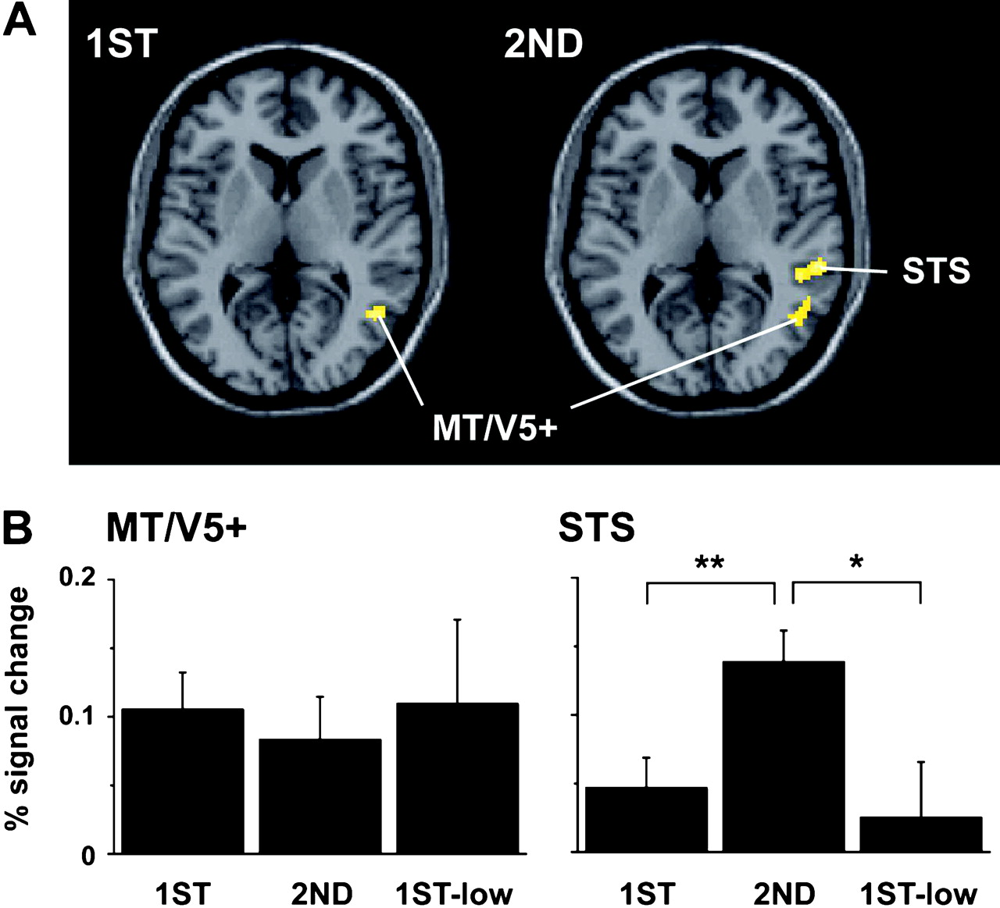 A
1ST 2ND
STS
MT/V5+
B MT/V5+ STS
** *
0.2
0.1
0
% signal change
1ST 2ND 1ST-low 1ST 2ND 1ST-low